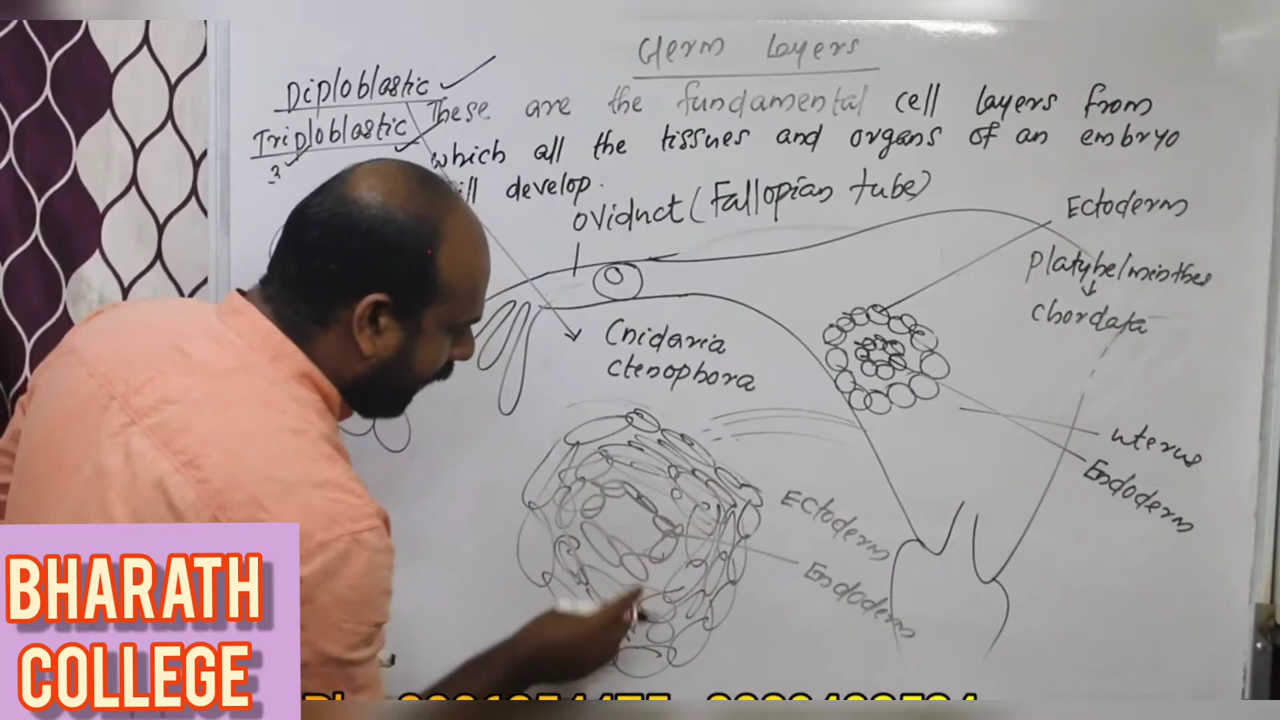 Germ Layers
Diploblastic
Triploblastic
3
These are the fundamental cell layers from
which all the tissues and organs of an embryo
develop.
oviduct (Fallopian tube)
Ectoderm
Platyhelminthes
chordata
Cnidaria
ctenophora
uterus
Endoderm
Ectoderm
Endoderm
BHARATH
COLLEGE